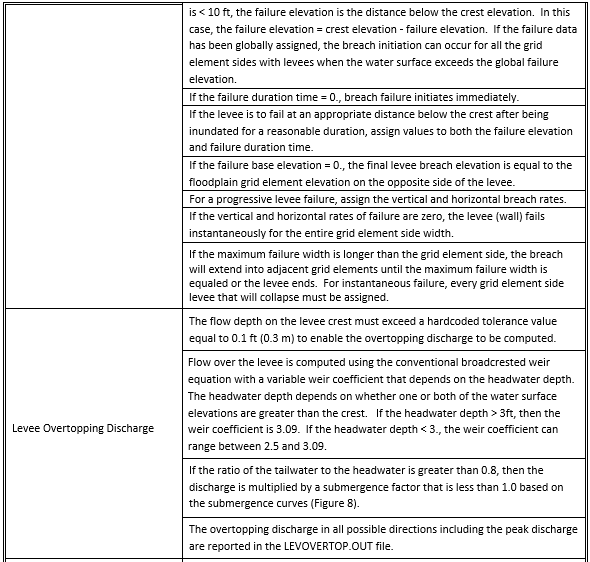 is < 10 ft, the failure elevation is the distance below the crest elevation.  In this
case, the failure elevation = crest elevation - failure elevation.  If the failure data
has been globally assigned, the breach initiation can occur for all the grid
element sides with levees when the water surface exceeds the global failure
elevation.
If the failure duration time = 0., breach failure initiates immediately.
If the levee is to fail at an appropriate distance below the crest after being
inundated for a reasonable duration, assign values to both the failure elevation
and failure duration time.
If the failure base elevation = 0., the final levee breach elevation is equal to the
floodplain grid element elevation on the opposite side of the levee.
For a progressive levee failure, assign the vertical and horizontal breach rates.
If the vertical and horizontal rates of failure are zero, the levee (wall) fails
instantaneously for the entire grid element side width.
If the maximum failure width is longer than the grid element side, the breach
will extend into adjacent grid elements until the maximum failure width is
equaled or the levee ends.  For instantaneous failure, every grid element side
levee that will collapse must be assigned.
Levee Overtopping Discharge
The flow depth on the levee crest must exceed a hardcoded tolerance value
equal to 0.1 ft (0.3 m) to enable the overtopping discharge to be computed.
Flow over the levee is computed using the conventional broadcrested weir
equation with a variable weir coefficient that depends on the headwater depth.
The headwater depth depends on whether one or both of the water surface
elevations are greater than the crest.   If the headwater depth > 3ft, then the
weir coefficient is 3.09.  If the headwater depth < 3., the weir coefficient can
range between 2.5 and 3.09.
If the ratio of the tailwater to the headwater is greater than 0.8, then the
discharge is multiplied by a submergence factor that is less than 1.0 based on
the submergence curves (Figure 8).
The overtopping discharge in all possible directions including the peak discharge
are reported in the LEVOVERTOP.OUT file.